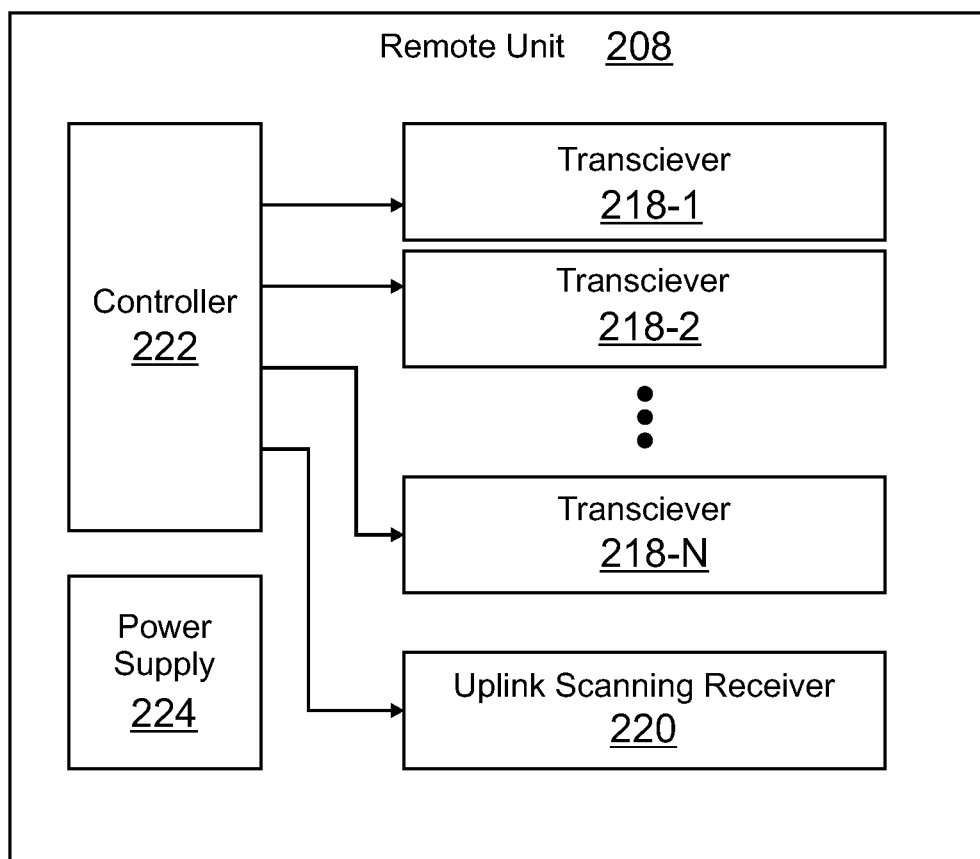 Remote Unit 208
Controller
222
Transciever
218-1
Transciever
218-2
Transciever
218-N
Power
Supply
224
Uplink Scanning Receiver
220